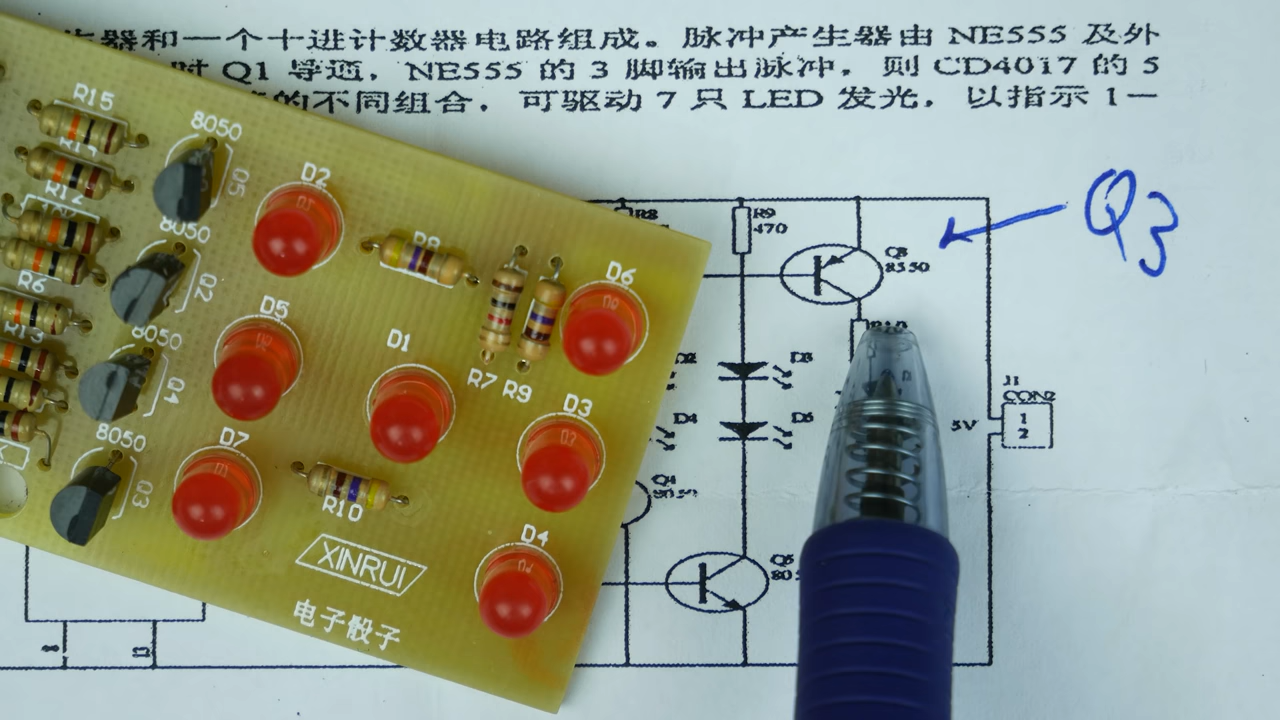 生器和一个十进计数器电路组成。脉冲产生器由 NE555 及外
时 Q1 导通，NE555 的 3 脚输出脉冲，则 CD4017 的 5
的不同组合，可驱动 7 只 LED 发光，以指示 1—
R15
8050
Q5
D2
R12
8050
Q2
R8
R6
D5
D6
R13
8050
Q4
D1
R7 R9
D3
8050
Q3
D7
R10
D4
XINRUI
电子骰子
R8
R9
470
Q3
8550
Q3
R10
D2
D3
D4
D5
J1
CON2
5V
1
2
Q4
Q5